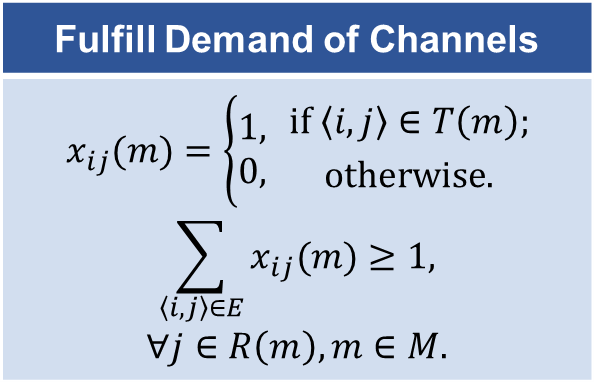 Fulfill Demand of Channels
x_{ij}(m) = { 1, if ⟨i,j⟩ ∈ T(m);
0, otherwise.
∑_{⟨i,j⟩∈E} x_{ij}(m) ≥ 1,
∀j ∈ R(m), m ∈ M.